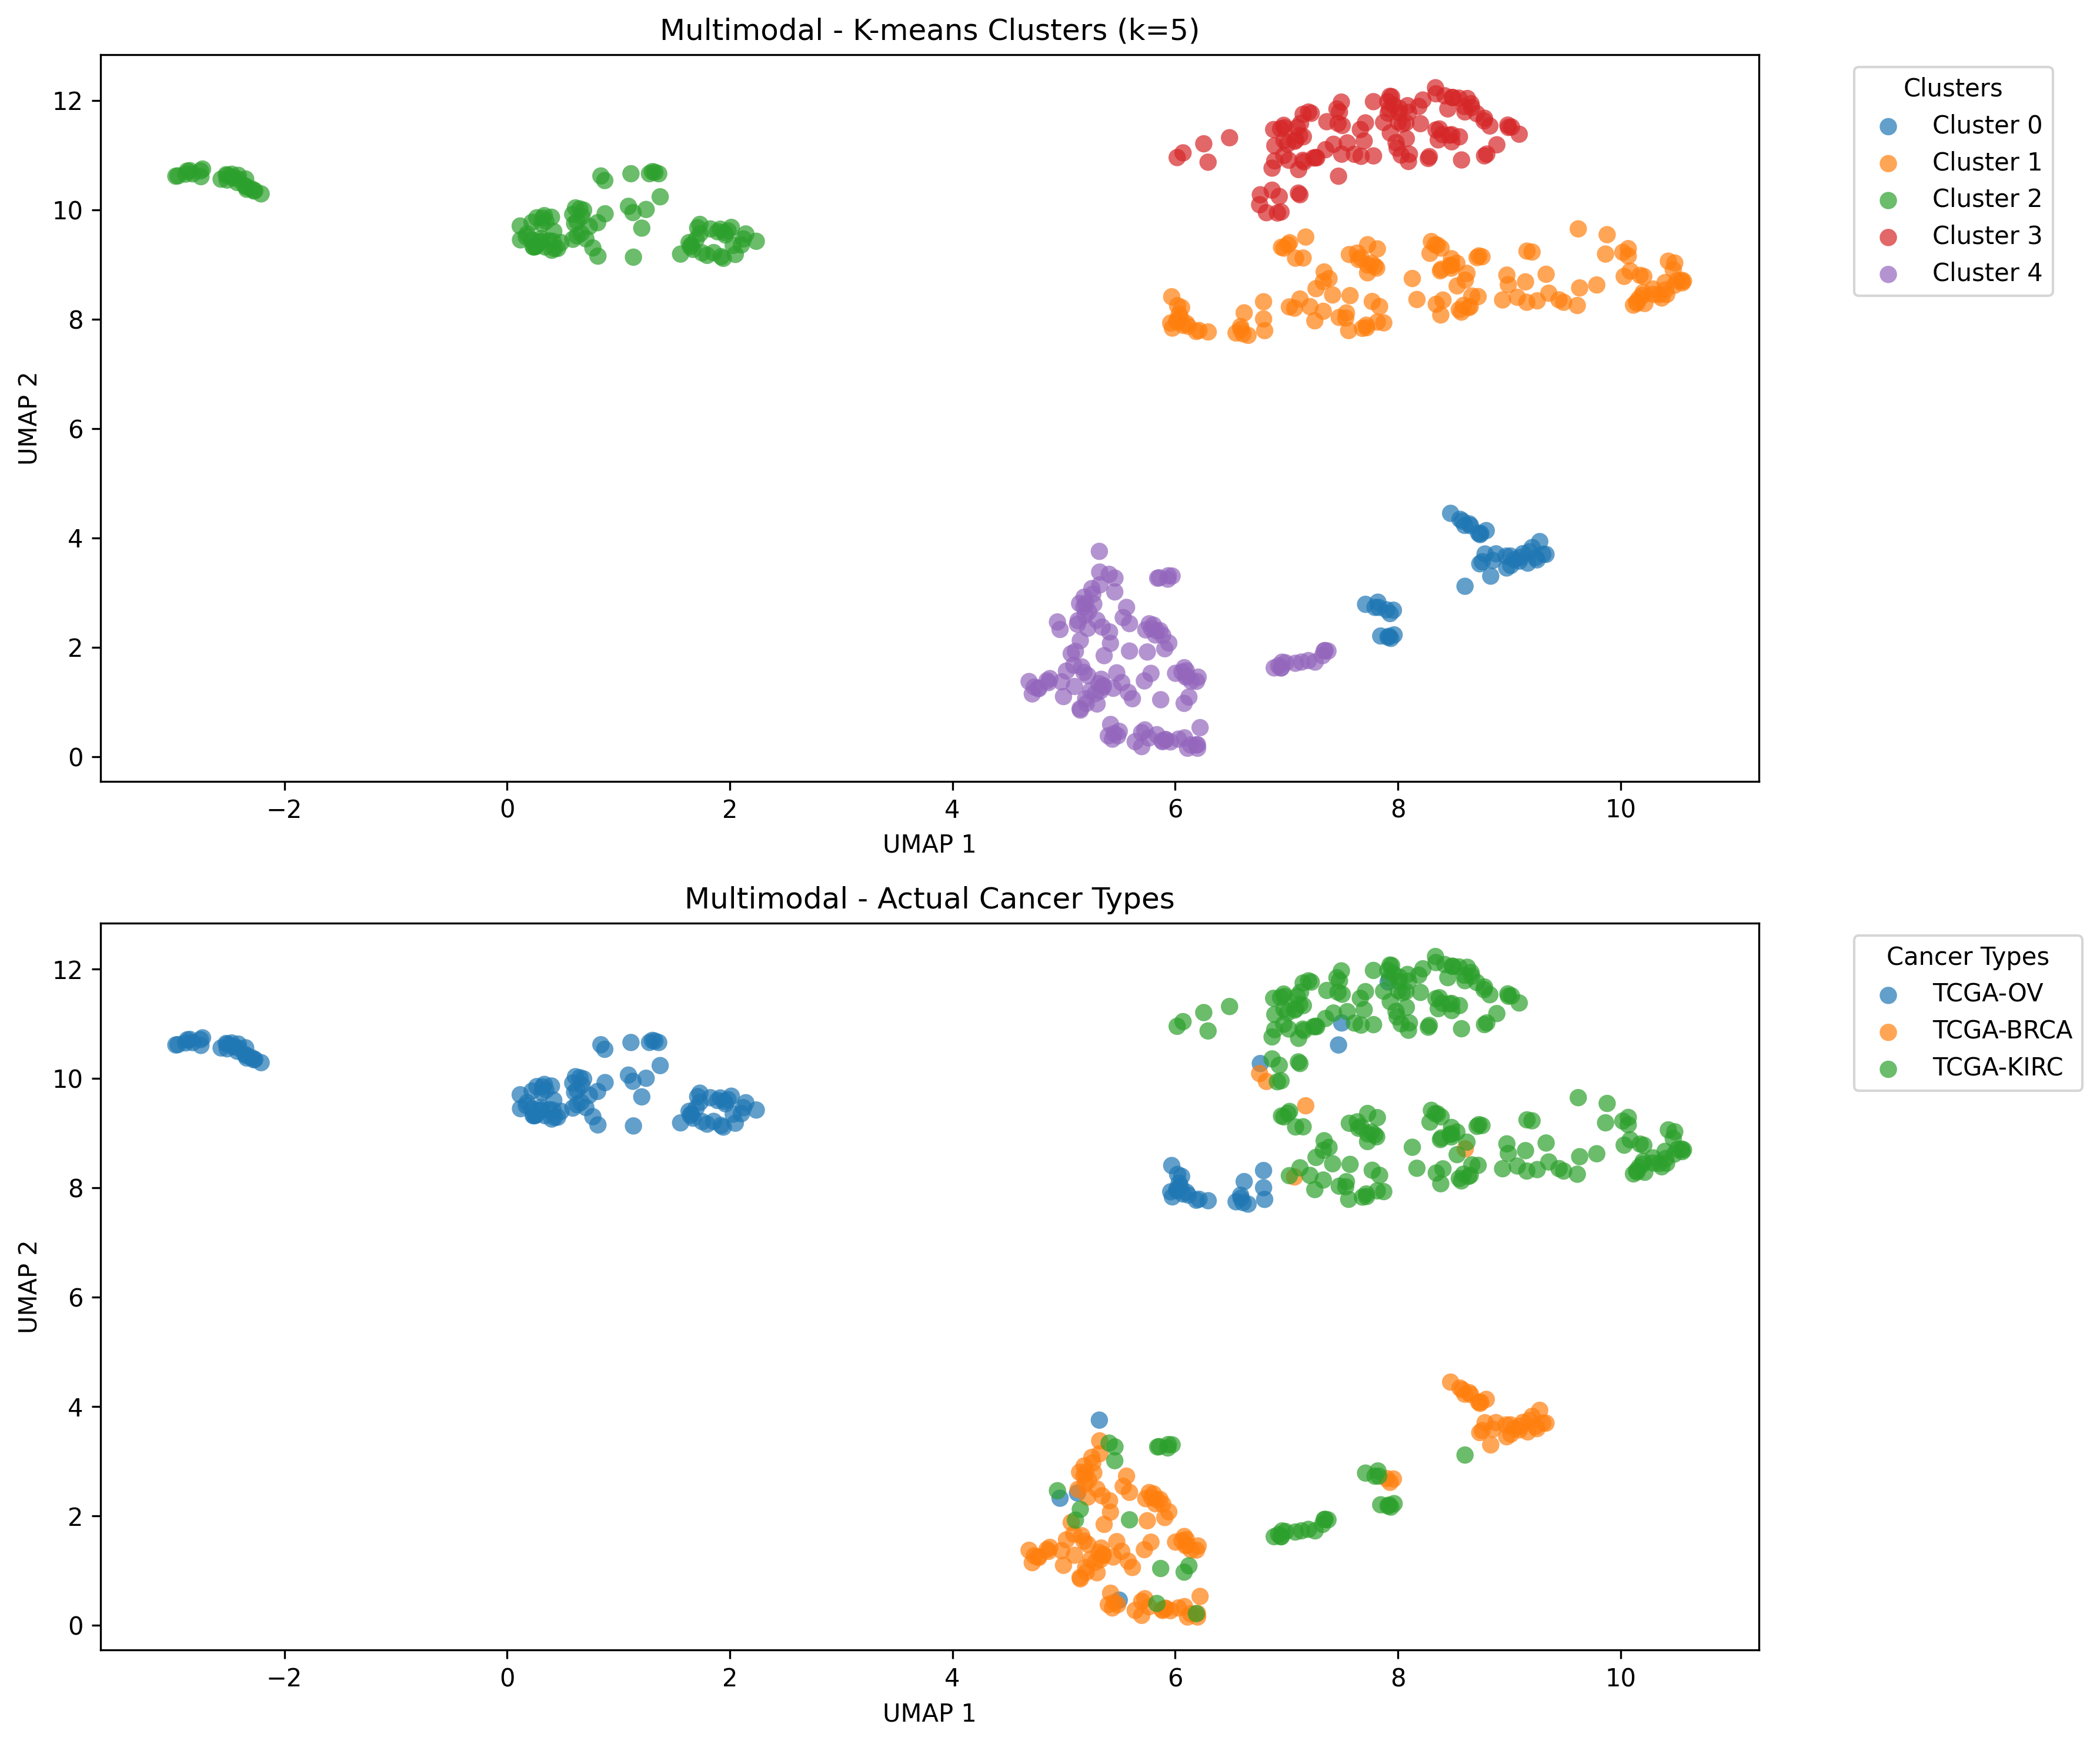 Multimodal - K-means Clusters (k=5)
12
10
8
6
4
2
0
UMAP 2
−2
0
2
4
6
8
10
UMAP 1
Clusters
Cluster 0
Cluster 1
Cluster 2
Cluster 3
Cluster 4
Multimodal - Actual Cancer Types
12
10
8
6
4
2
0
UMAP 2
−2
0
2
4
6
8
10
UMAP 1
Cancer Types
TCGA-OV
TCGA-BRCA
TCGA-KIRC